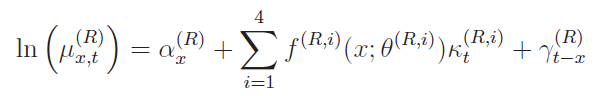 ln(μ_{x,t}^{(R)}) = α_x^{(R)} + ∑_{i=1}^{4} f^{(R,i)}(x; θ^{(R,i)})κ_t^{(R,i)} + γ_{t−x}^{(R)}